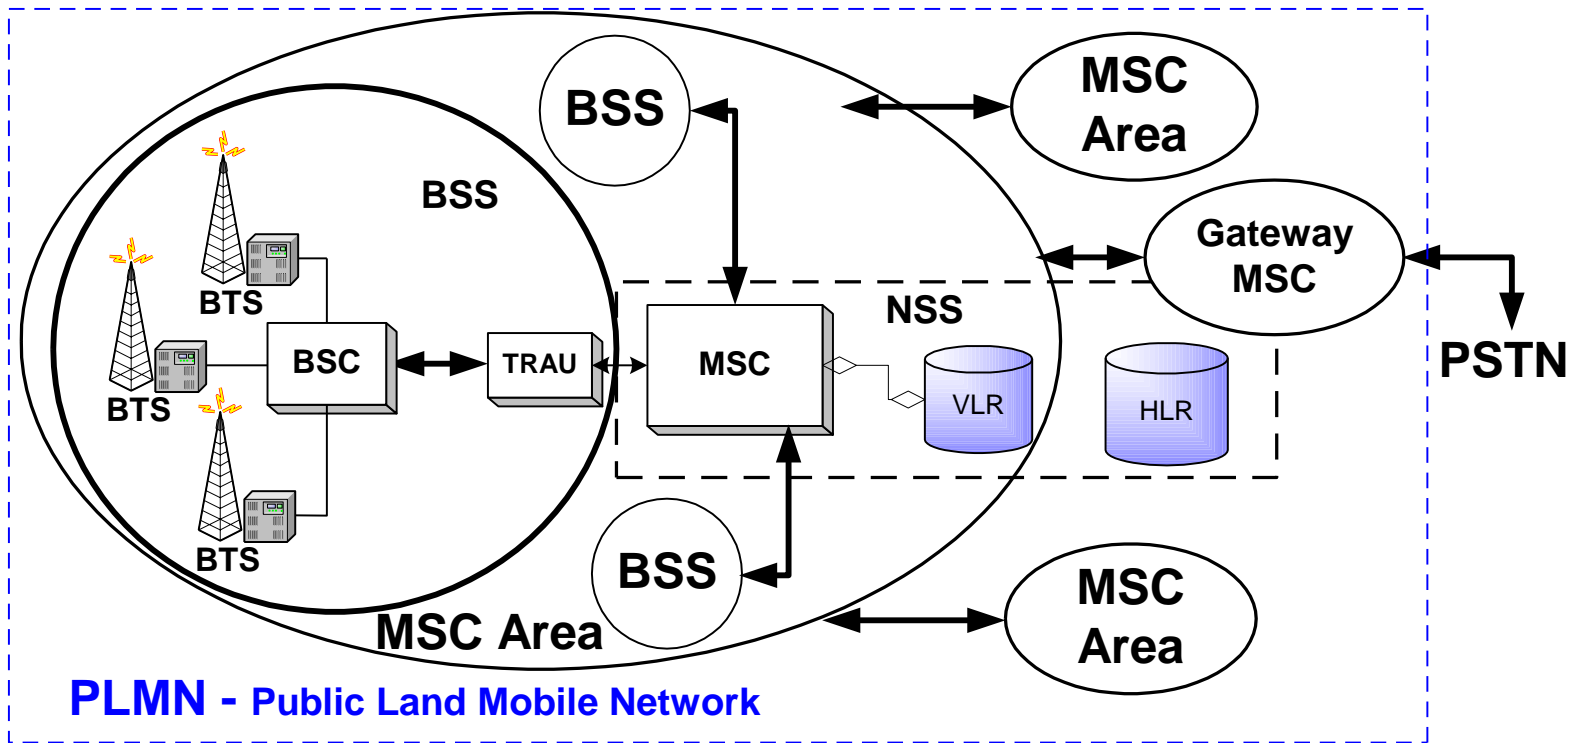 MSC
Area
BSS
BSS
Gateway
MSC
BTS
NSS
BSC
TRAU
MSC
PSTN
BTS
VLR
HLR
BTS
BSS
MSC
Area
MSC Area
PLMN - Public Land Mobile Network